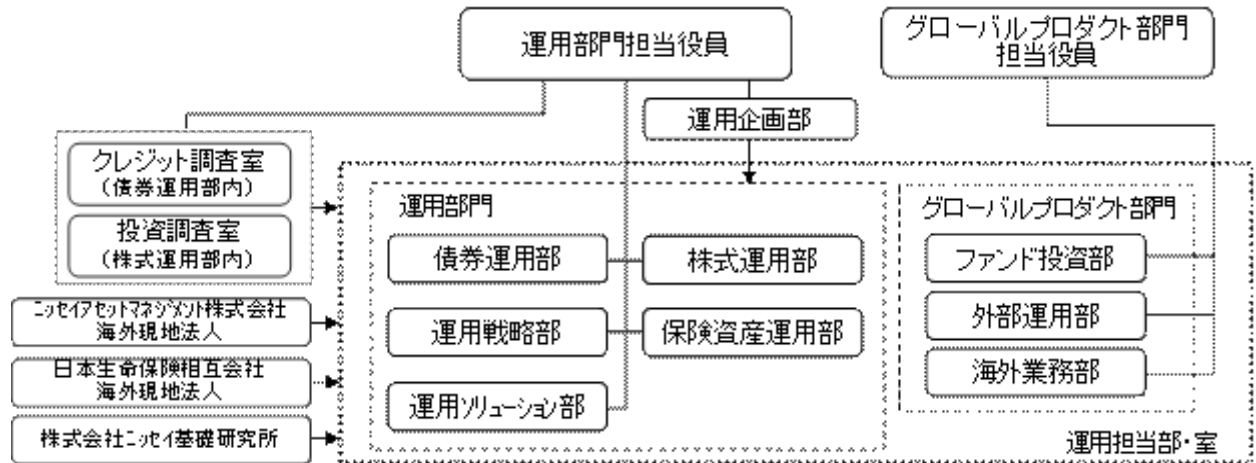 運用部門担当役員
グローバルプロダクト部門
担当役員
運用企画部
クレジット調査室
(債券運用部内)
投資調査室
(株式運用部内)
ニッセイアセットマネジメント株式会社
海外現地法人
日本生命保険相互会社
海外現地法人
株式会社ニッセイ基礎研究所
運用部門
債券運用部
株式運用部
運用戦略部
保険資産運用部
運用ソリューション部
グローバルプロダクト部門
ファンド投資部
外部運用部
海外業務部
運用担当部・室